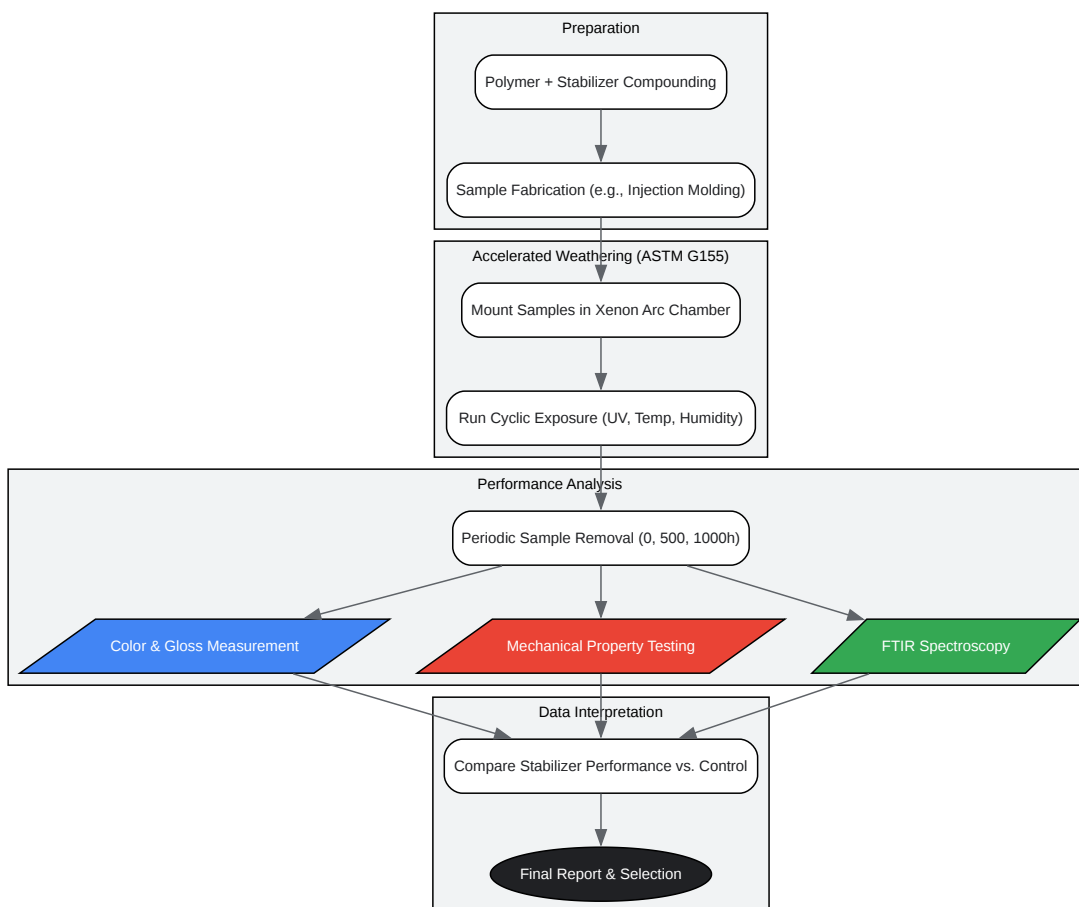 Preparation
Polymer + Stabilizer Compounding
Sample Fabrication (e.g., Injection Molding)
Accelerated Weathering (ASTM G155)
Mount Samples in Xenon Arc Chamber
Run Cyclic Exposure (UV, Temp, Humidity)
Performance Analysis
Periodic Sample Removal (0, 500, 1000h)
Color & Gloss Measurement
Mechanical Property Testing
FTIR Spectroscopy
Data Interpretation
Compare Stabilizer Performance vs. Control
Final Report & Selection